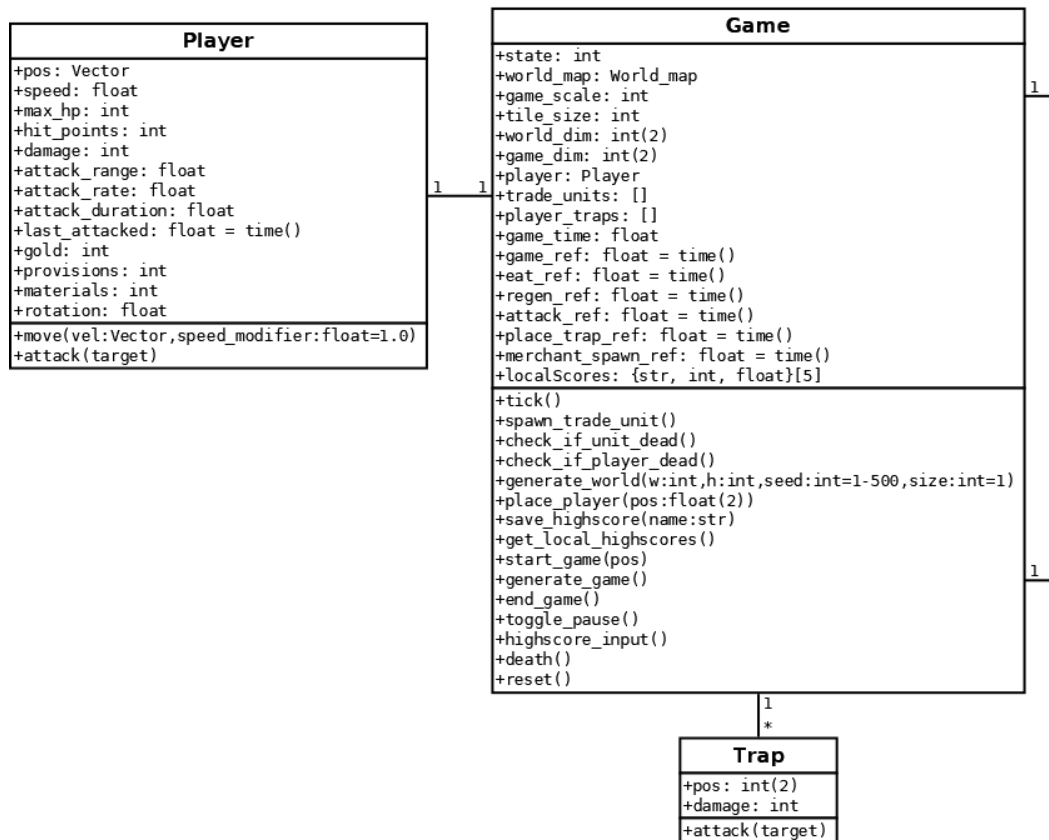 Player
+pos: Vector
+speed: float
+max_hp: int
+hit_points: int
+damage: int
+attack_range: float
+attack_rate: float
+attack_duration: float
+last_attacked: float = time()
+gold: int
+provisions: int
+materials: int
+rotation: float
+move(vel:Vector,speed_modifier:float=1.0)
+attack(target)
1
1
Game
+state: int
+world_map: World_map
+game_scale: int
+tile_size: int
+world_dim: int(2)
+game_dim: int(2)
+player: Player
+trade_units: []
+player_traps: []
+game_time: float
+game_ref: float = time()
+eat_ref: float = time()
+regen_ref: float = time()
+attack_ref: float = time()
+place_trap_ref: float = time()
+merchant_spawn_ref: float = time()
+localScores: {str, int, float}[5]
+tick()
+spawn_trade_unit()
+check_if_unit_dead()
+check_if_player_dead()
+generate_world(w:int,h:int,seed:int=1-500,size:int=1)
+place_player(pos:float(2))
+save_highscore(name:str)
+get_local_highscores()
+start_game(pos)
+generate_game()
+end_game()
+toggle_pause()
+highscore_input()
+death()
+reset()
1
1
1
*
Trap
+pos: int(2)
+damage: int
+attack(target)